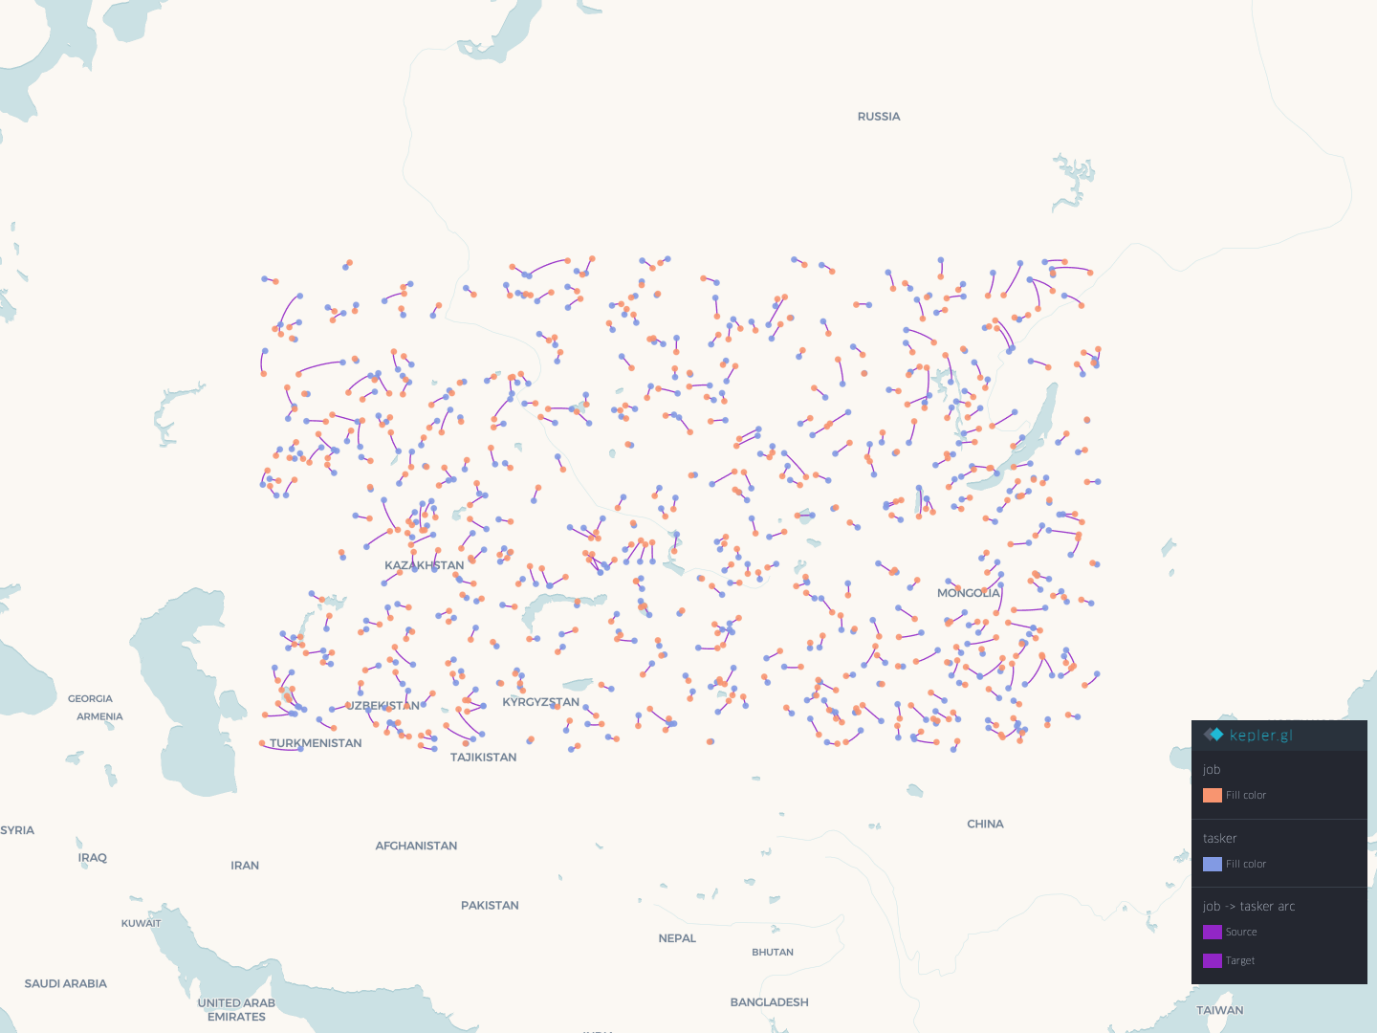 RUSSIA
KAZAKHSTAN
MONGOLIA
GEORGIA
ARMENIA
UZBEKISTAN
KYRGYZSTAN
TURKMENISTAN
TAJIKISTAN
kepler.gl
job
Fill color
tasker
Fill color
job -> tasker arc
Source
Target
SYRIA
IRAQ
IRAN
AFGHANISTAN
CHINA
PAKISTAN
KUWAIT
NEPAL
BHUTAN
SAUDI ARABIA
UNITED ARAB
EMIRATES
BANGLADESH
TAIWAN